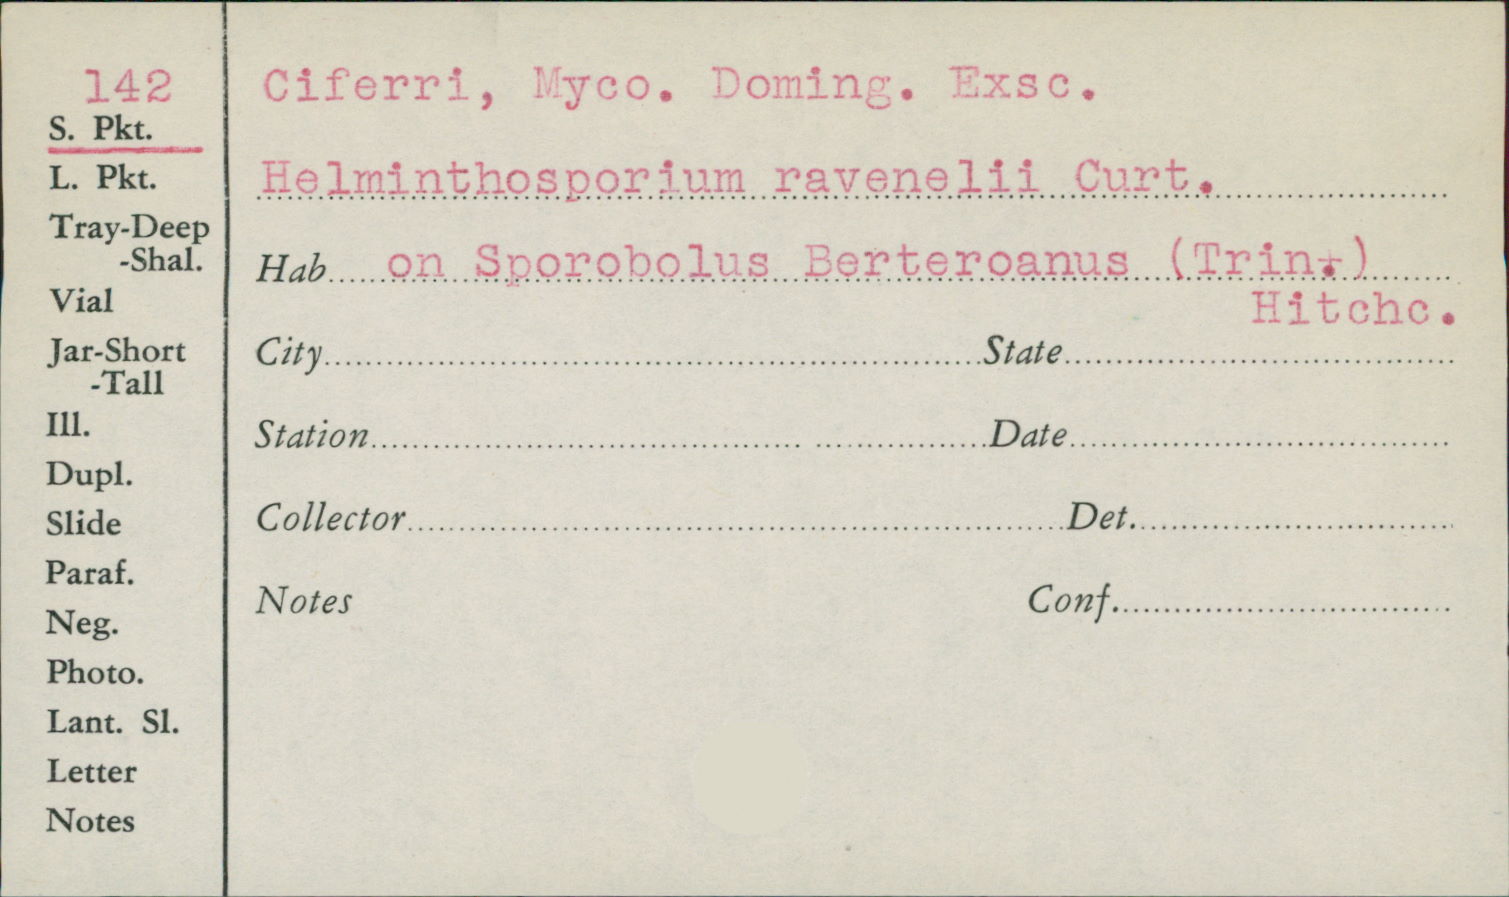 142
S. Pkt.
L. Pkt.
Tray-Deep
-Shal.
Vial
Jar-Short
-Tall
Ill.
Dupl.
Slide
Paraf.
Neg.
Photo.
Lant. Sl.
Letter
Notes
Ciferri, Myco. Doming. Exsc.
Helminthosporium ravenelii Curt.
Hab on Sporobolus Berteroanus (Trin.)
Hitchc.
City State
Station Date
Collector Det.
Notes Conf.